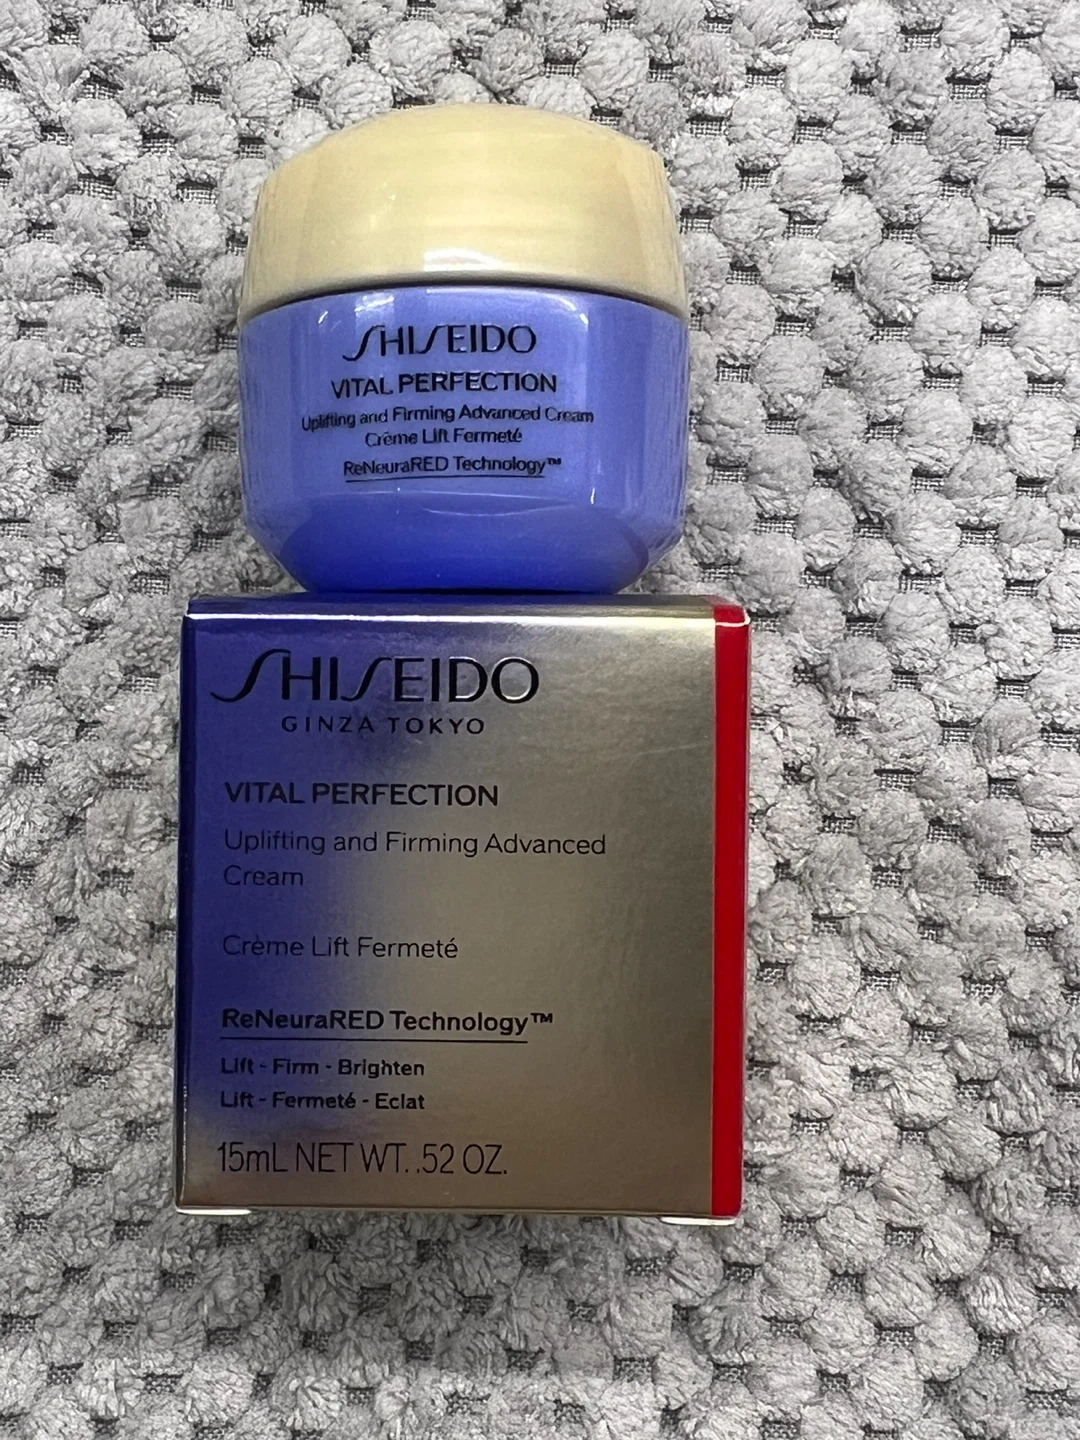 SHISEIDO
VITAL PERFECTION
Uplifting and Firming Advanced Cream
Crème Lift Fermeté
ReNeuraRED Technology™
SHISEIDO
GINZA TOKYO
VITAL PERFECTION
Uplifting and Firming Advanced
Cream
Crème Lift Fermeté
ReNeuraRED Technology™
Lift - Firm - Brighten
Lift - Fermeté - Eclat
15mL NET WT. .52 OZ.